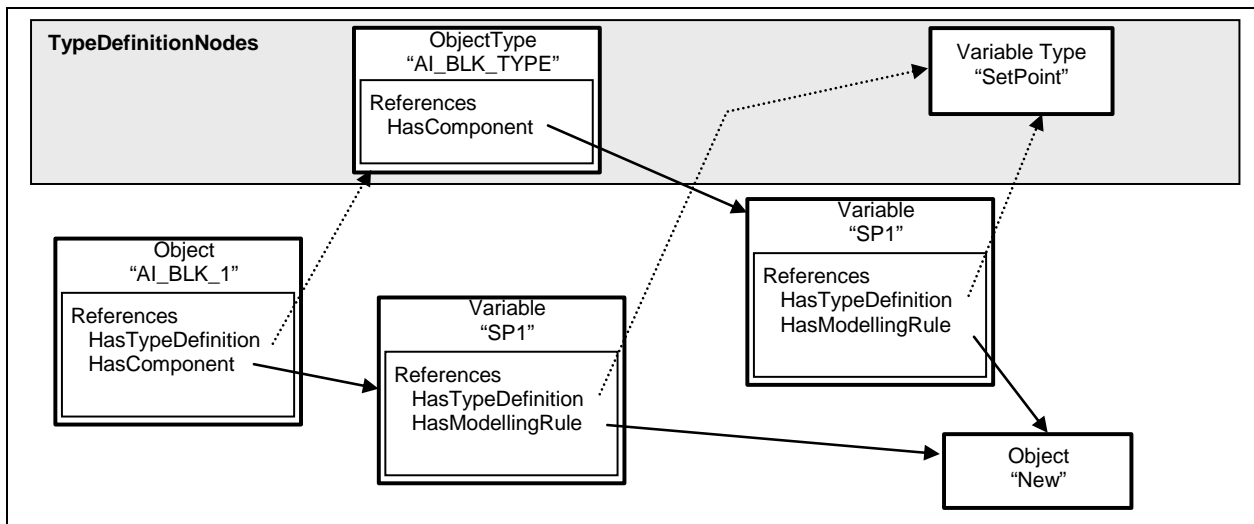 TypeDefinitionNodes
ObjectType
“AI_BLK_TYPE”
References
HasComponent
Variable Type
“SetPoint”
Object
“AI_BLK_1”
References
HasTypeDefinition
HasComponent
Variable
“SP1”
References
HasTypeDefinition
HasModellingRule
Variable
“SP1”
References
HasTypeDefinition
HasModellingRule
Object
“New”